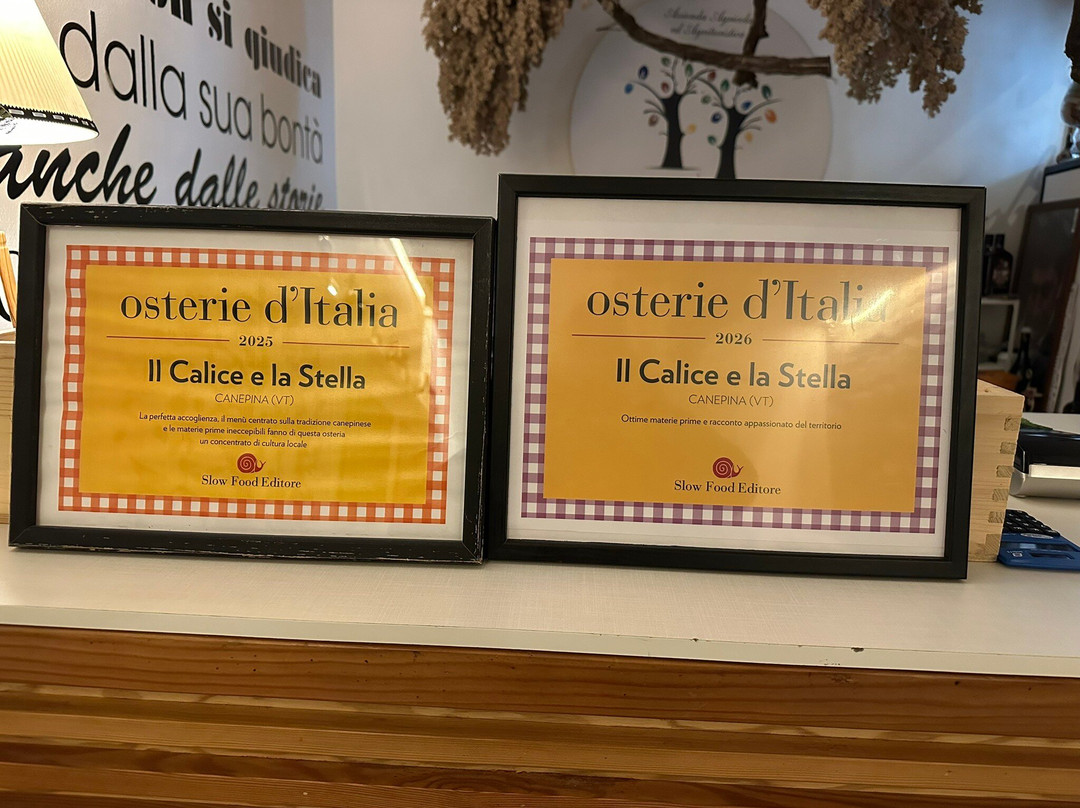 si giudica
dalla sua bontà
anche dalle storie
osterie d'Italia
2025
Il Calice e la Stella
CANEPINA (VT)
La perfetta accoglienza, il menù centrato sulla tradizione canepinese
e le materie prime ineccepibili fanno di questa osteria
un concentrato di cultura locale
Slow Food Editore
osterie d'Italia
2026
Il Calice e la Stella
CANEPINA (VT)
Ottime materie prime e racconto appassionato del territorio
Slow Food Editore